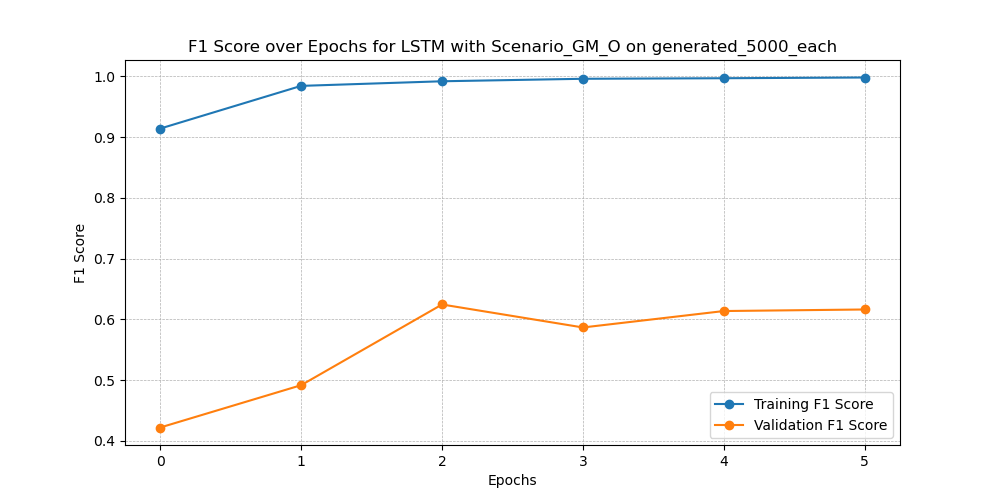 F1 Score over Epochs for LSTM with Scenario_GM_O on generated_5000_each
1.0
0.9
0.8
0.7
0.6
0.5
0.4
F1 Score
Training F1 Score
Validation F1 Score
0 1 2 3 4 5
Epochs